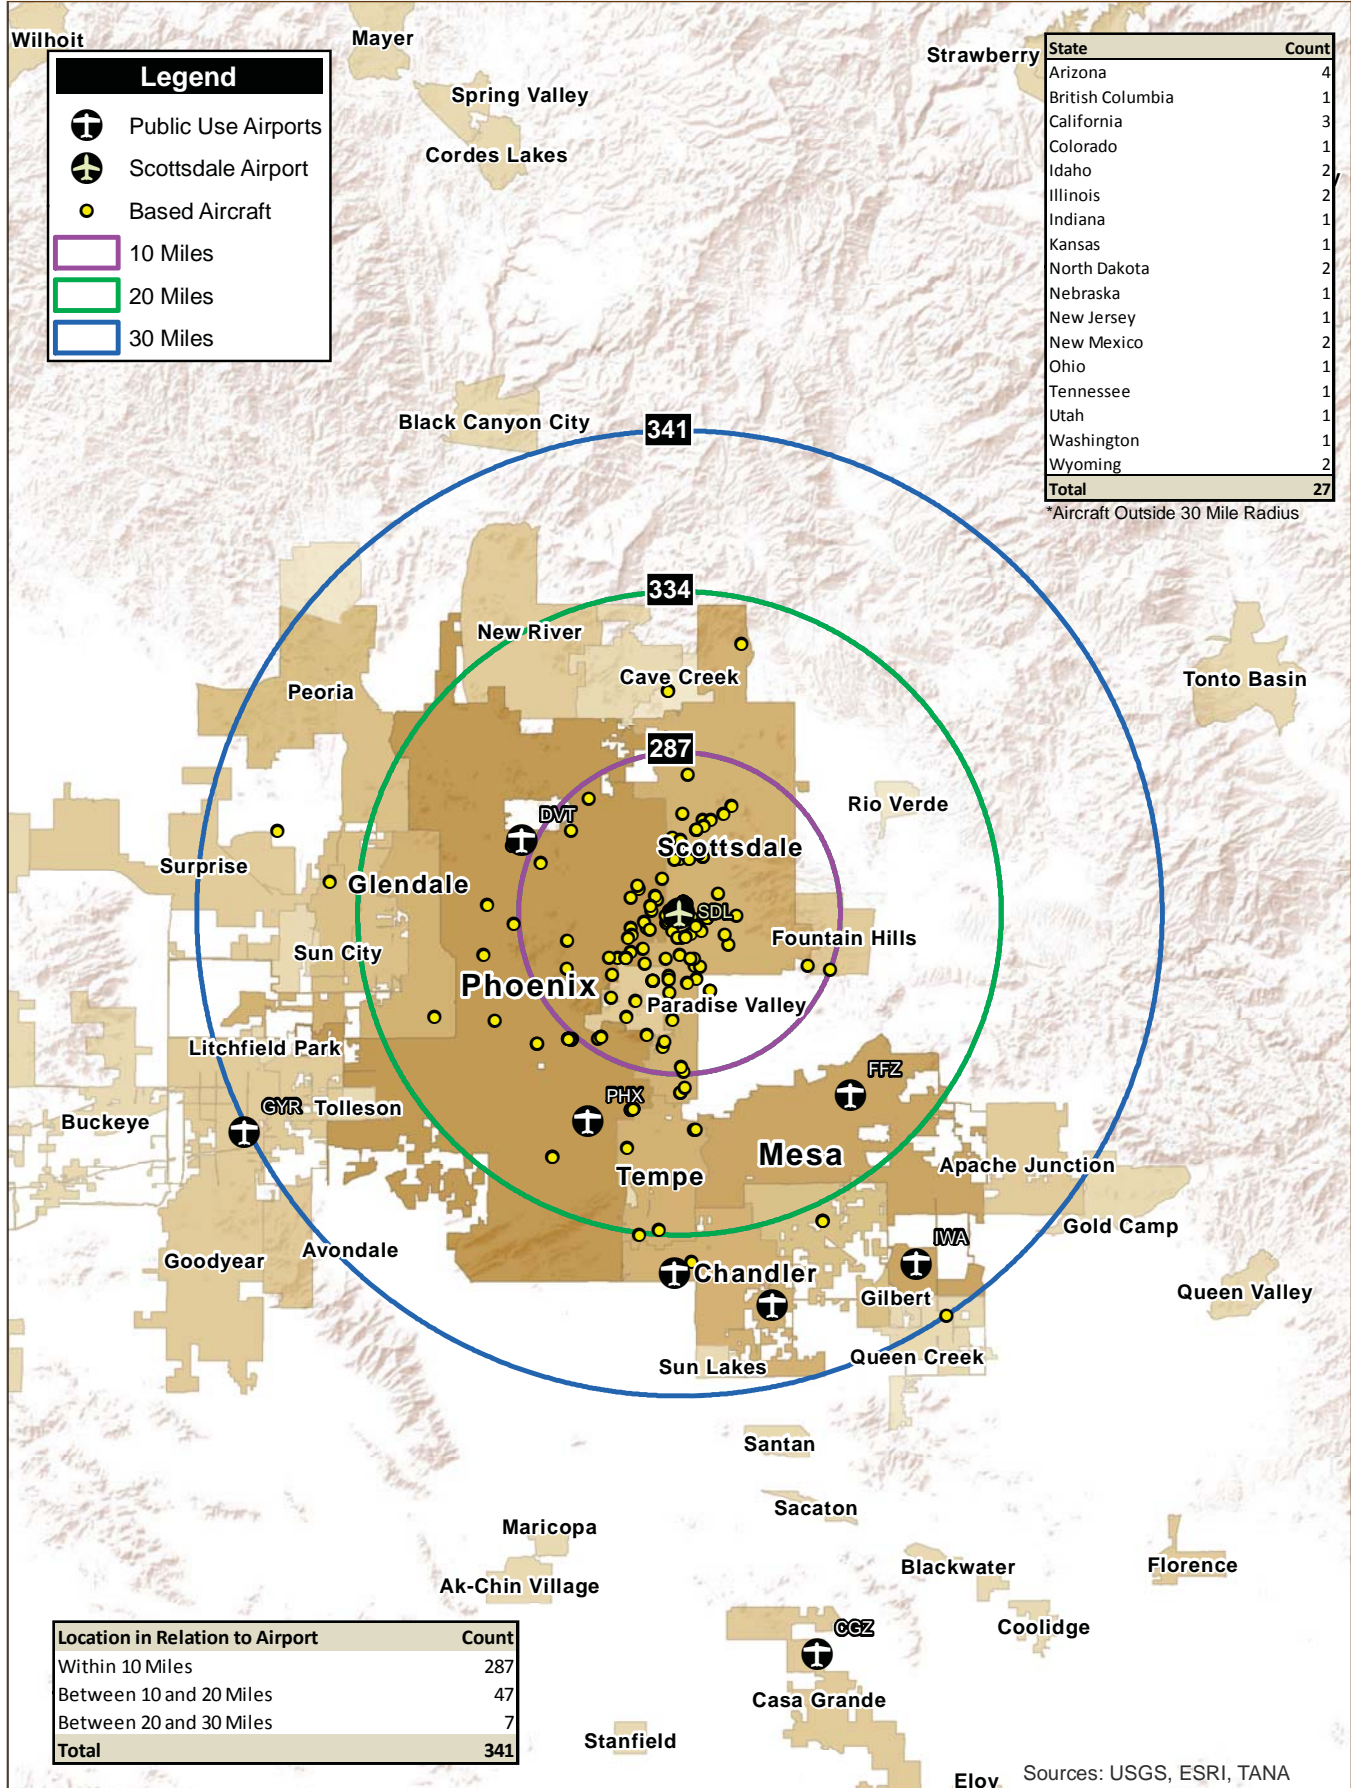 Wilhoit
Mayer
Strawberry
Legend
Public Use Airports
Scottsdale Airport
Based Aircraft
10 Miles
20 Miles
30 Miles
State Count
Arizona 4
British Columbia 1
California 3
Colorado 1
Idaho 2
Illinois 2
Indiana 1
Kansas 1
North Dakota 2
Nebraska 1
New Jersey 1
New Mexico 2
Ohio 1
Tennessee 1
Utah 1
Washington 1
Wyoming 2
Total 27
*Aircraft Outside 30 Mile Radius
Spring Valley
Cordes Lakes
Black Canyon City
341
334
New River
Cave Creek
Peoria
Tonto Basin
287
Rio Verde
DVT
Scottsdale
Surprise
Glendale
SDL
Fountain Hills
Sun City
Phoenix
Paradise Valley
Litchfield Park
FFZ
PHX
GYR
Tolleson
Buckeye
Mesa
Apache Junction
Tempe
Gold Camp
IWA
Avondale
Goodyear
Chandler
Queen Valley
Gilbert
Queen Creek
Sun Lakes
Santan
Sacaton
Maricopa
Blackwater
Florence
Ak-Chin Village
Coolidge
CGZ
Casa Grande
Stanfield
Eloy
Location in Relation to Airport Count
Within 10 Miles 287
Between 10 and 20 Miles 47
Between 20 and 30 Miles 7
Total 341
Sources: USGS, ESRI, TANA